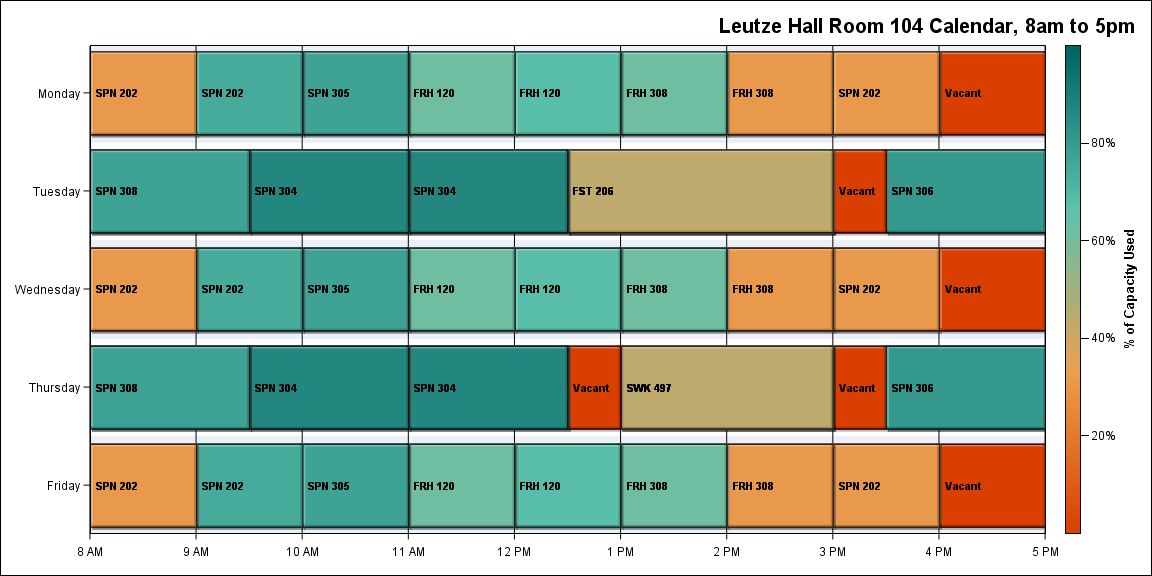 Leutze Hall Room 104 Calendar, 8am to 5pm
Monday
SPN 202
SPN 202
SPN 305
FRH 120
FRH 120
FRH 308
FRH 308
SPN 202
Vacant
Tuesday
SPN 308
SPN 304
SPN 304
FST 206
Vacant
SPN 306
Wednesday
SPN 202
SPN 202
SPN 305
FRH 120
FRH 120
FRH 308
FRH 308
SPN 202
Vacant
Thursday
SPN 308
SPN 304
SPN 304
Vacant
SWK 497
Vacant
SPN 306
Friday
SPN 202
SPN 202
SPN 305
FRH 120
FRH 120
FRH 308
FRH 308
SPN 202
Vacant
8 AM
9 AM
10 AM
11 AM
12 PM
1 PM
2 PM
3 PM
4 PM
5 PM
80%
60%
40%
20%
% of Capacity Used